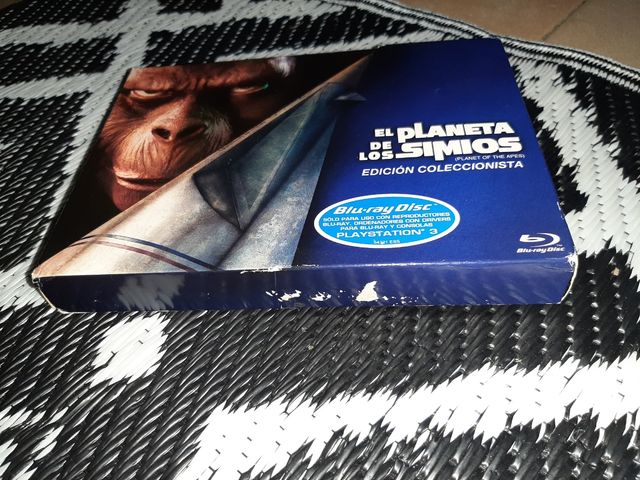 EL PLANETA
DE
LOS SIMIOS
(PLANET OF THE APES)
EDICIÓN COLECCIONISTA
Blu-ray Disc
SÓLO PARA USO CON REPRODUCTORES
BLU-RAY, ORDENADORES CON DRIVERS
PARA BLU-RAY Y CONSOLAS
PLAYSTATION 3
Blu-ray Disc